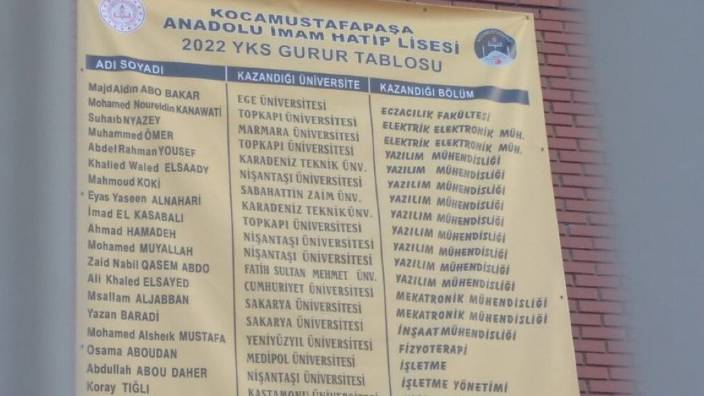 KOCAMUSTAFAPAŞA
ANADOLU İMAM HATİP LİSESİ
2022 YKS GURUR TABLOSU
ADI SOYADI KAZANDIĞI ÜNİVERSİTE KAZANDIĞI BÖLÜM
MajdAldin ABO BAKAR EGE ÜNİVERSİTESİ ECZACILIK FAKÜLTESİ
Mohamed Noureldin KANAWATI TOPKAPI ÜNİVERSİTESİ ELEKTRİK ELEKTRONİK MÜH.
Suhaib NYAZEY MARMARA ÜNİVERSİTESİ ELEKTRİK ELEKTRONİK MÜH.
Muhammed ÖMER TOPKAPI ÜNİVERSİTESİ YAZILIM MÜHENDİSLİĞİ
Abdel Rahman YOUSEF KARADENİZ TEKNİK ÜNV. YAZILIM MÜHENDİSLİĞİ
Khalied Waled ELSAADY NİŞANTAŞI ÜNİVERSİTESİ YAZILIM MÜHENDİSLİĞİ
Mahmoud KOKİ SABAHATTİN ZAİM ÜNV. YAZILIM MÜHENDİSLİĞİ
Eyas Yaseen ALNAHARI KARADENİZ TEKNİK ÜNV. YAZILIM MÜHENDİSLİĞİ
İmad EL KASABALI TOPKAPI ÜNİVERSİTESİ YAZILIM MÜHENDİSLİĞİ
Ahmad HAMADEH NİŞANTAŞI ÜNİVERSİTESİ YAZILIM MÜHENDİSLİĞİ
Mohamed MUYALLAH NİŞANTAŞI ÜNİVERSİTESİ YAZILIM MÜHENDİSLİĞİ
Zaid Nabil QASEM ABDO FATİH SULTAN MEHMET ÜNV. YAZILIM MÜHENDİSLİĞİ
Ali Khaled ELSAYED CUMHURİYET ÜNİVERSİTESİ MEKATRONİK MÜHENDİSLİĞİ
Msallam ALJABBAN SAKARYA ÜNİVERSİTESİ MEKATRONİK MÜHENDİSLİĞİ
Yazan BARADİ SAKARYA ÜNİVERSİTESİ İNŞAAT MÜHENDİSLİĞİ
Mohamed Alsheık MUSTAFA YENİYÜZYIL ÜNİVERSİTESİ FİZYOTERAPİ
Osama ABOUDAN MEDİPOL ÜNİVERSİTESİ İŞLETME
Abdullah ABOU DAHER NİŞANTAŞI ÜNİVERSİTESİ İŞLETME YÖNETİMİ
Koray TIĞLI KASTAMONU ÜNİVERSİTESİ